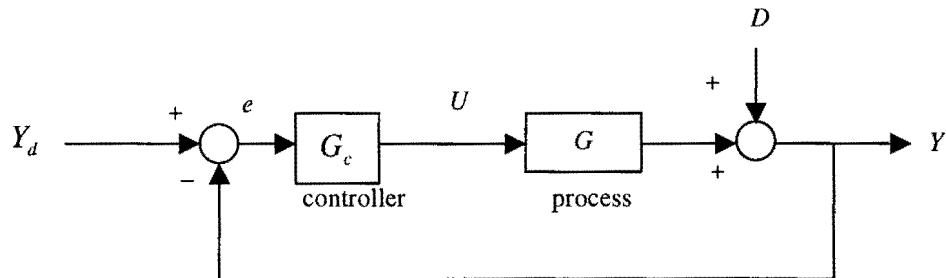 D
+
e
U
+
Y_d
G_c
G
Y
−
+
controller
process